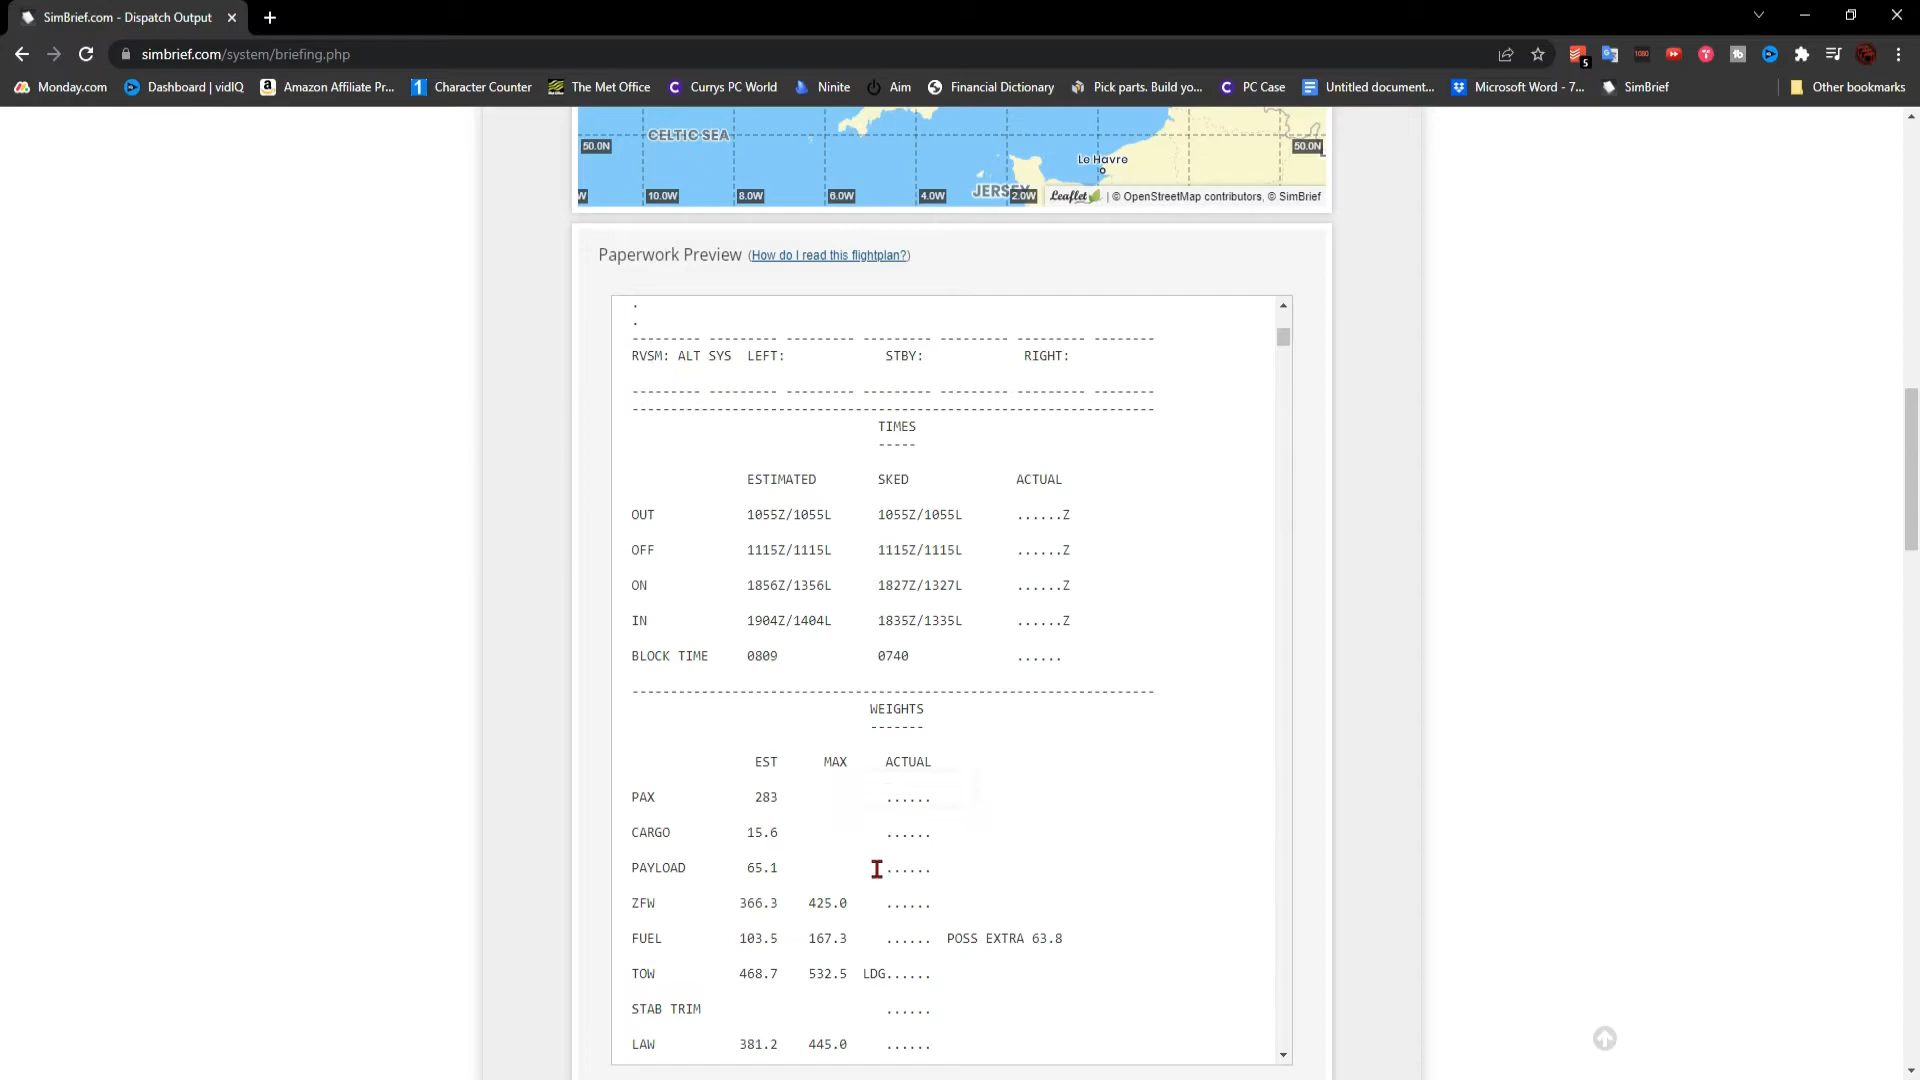 SimBrief.com - Dispatch Output
simbrief.com/system/briefing.php
1080
5
Monday.com
Dashboard | vidIQ
Amazon Affiliate Pr...
Character Counter
The Met Office
Currys PC World
Ninite
Aim
Financial Dictionary
Pick parts. Build yo...
PC Case
Untitled document...
Microsoft Word - 7...
SimBrief
Other bookmarks
CELTIC SEA
50.0N
50.0N
Le Havre
JERSEY
W
10.0W
8.0W
6.0W
4.0W
2.0W
Leaflet | © OpenStreetMap contributors, © SimBrief
Paperwork Preview (How do I read this flightplan?)
.
.
--------- --------- --------- --------- --------- --------- --------
RVSM: ALT SYS LEFT: STBY: RIGHT:
--------- --------- --------- --------- --------- --------- --------
--------------------------------------------------------------------
TIMES
-----
ESTIMATED SKED ACTUAL
OUT 1055Z/1055L 1055Z/1055L ......Z
OFF 1115Z/1115L 1115Z/1115L ......Z
ON 1856Z/1356L 1827Z/1327L ......Z
IN 1904Z/1404L 1835Z/1335L ......Z
BLOCK TIME 0809 0740 ......
--------------------------------------------------------------------
WEIGHTS
-------
EST MAX ACTUAL
PAX 283 ......
CARGO 15.6 ......
PAYLOAD 65.1 ......
ZFW 366.3 425.0 ......
FUEL 103.5 167.3 ...... POSS EXTRA 63.8
TOW 468.7 532.5 LDG......
STAB TRIM ......
LAW 381.2 445.0 ......